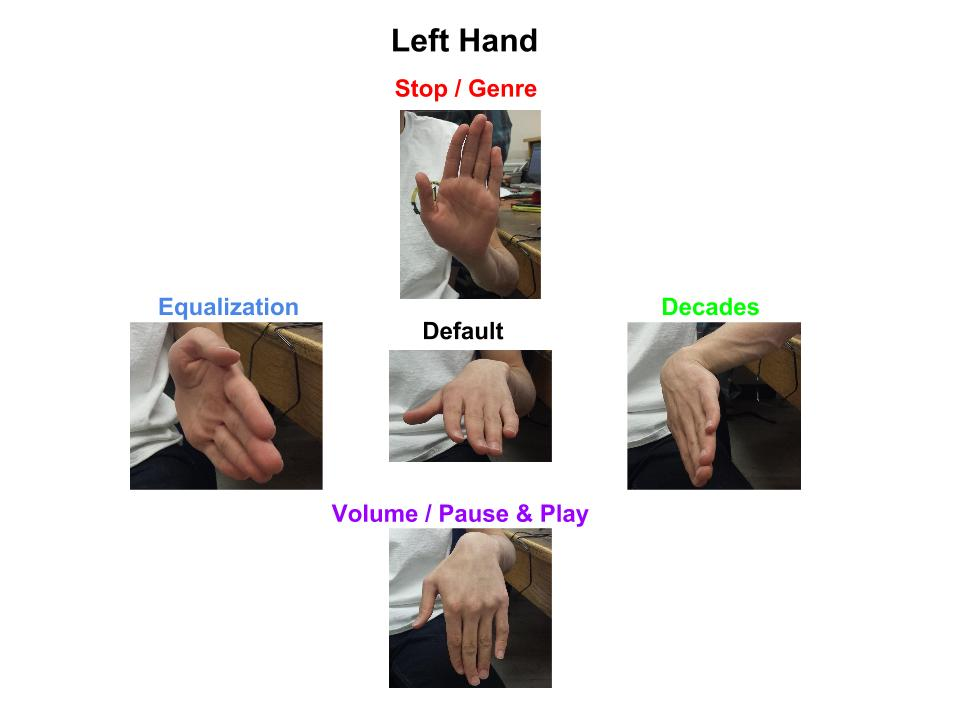 Left Hand
Stop / Genre
Equalization
Decades
Default
Volume / Pause & Play